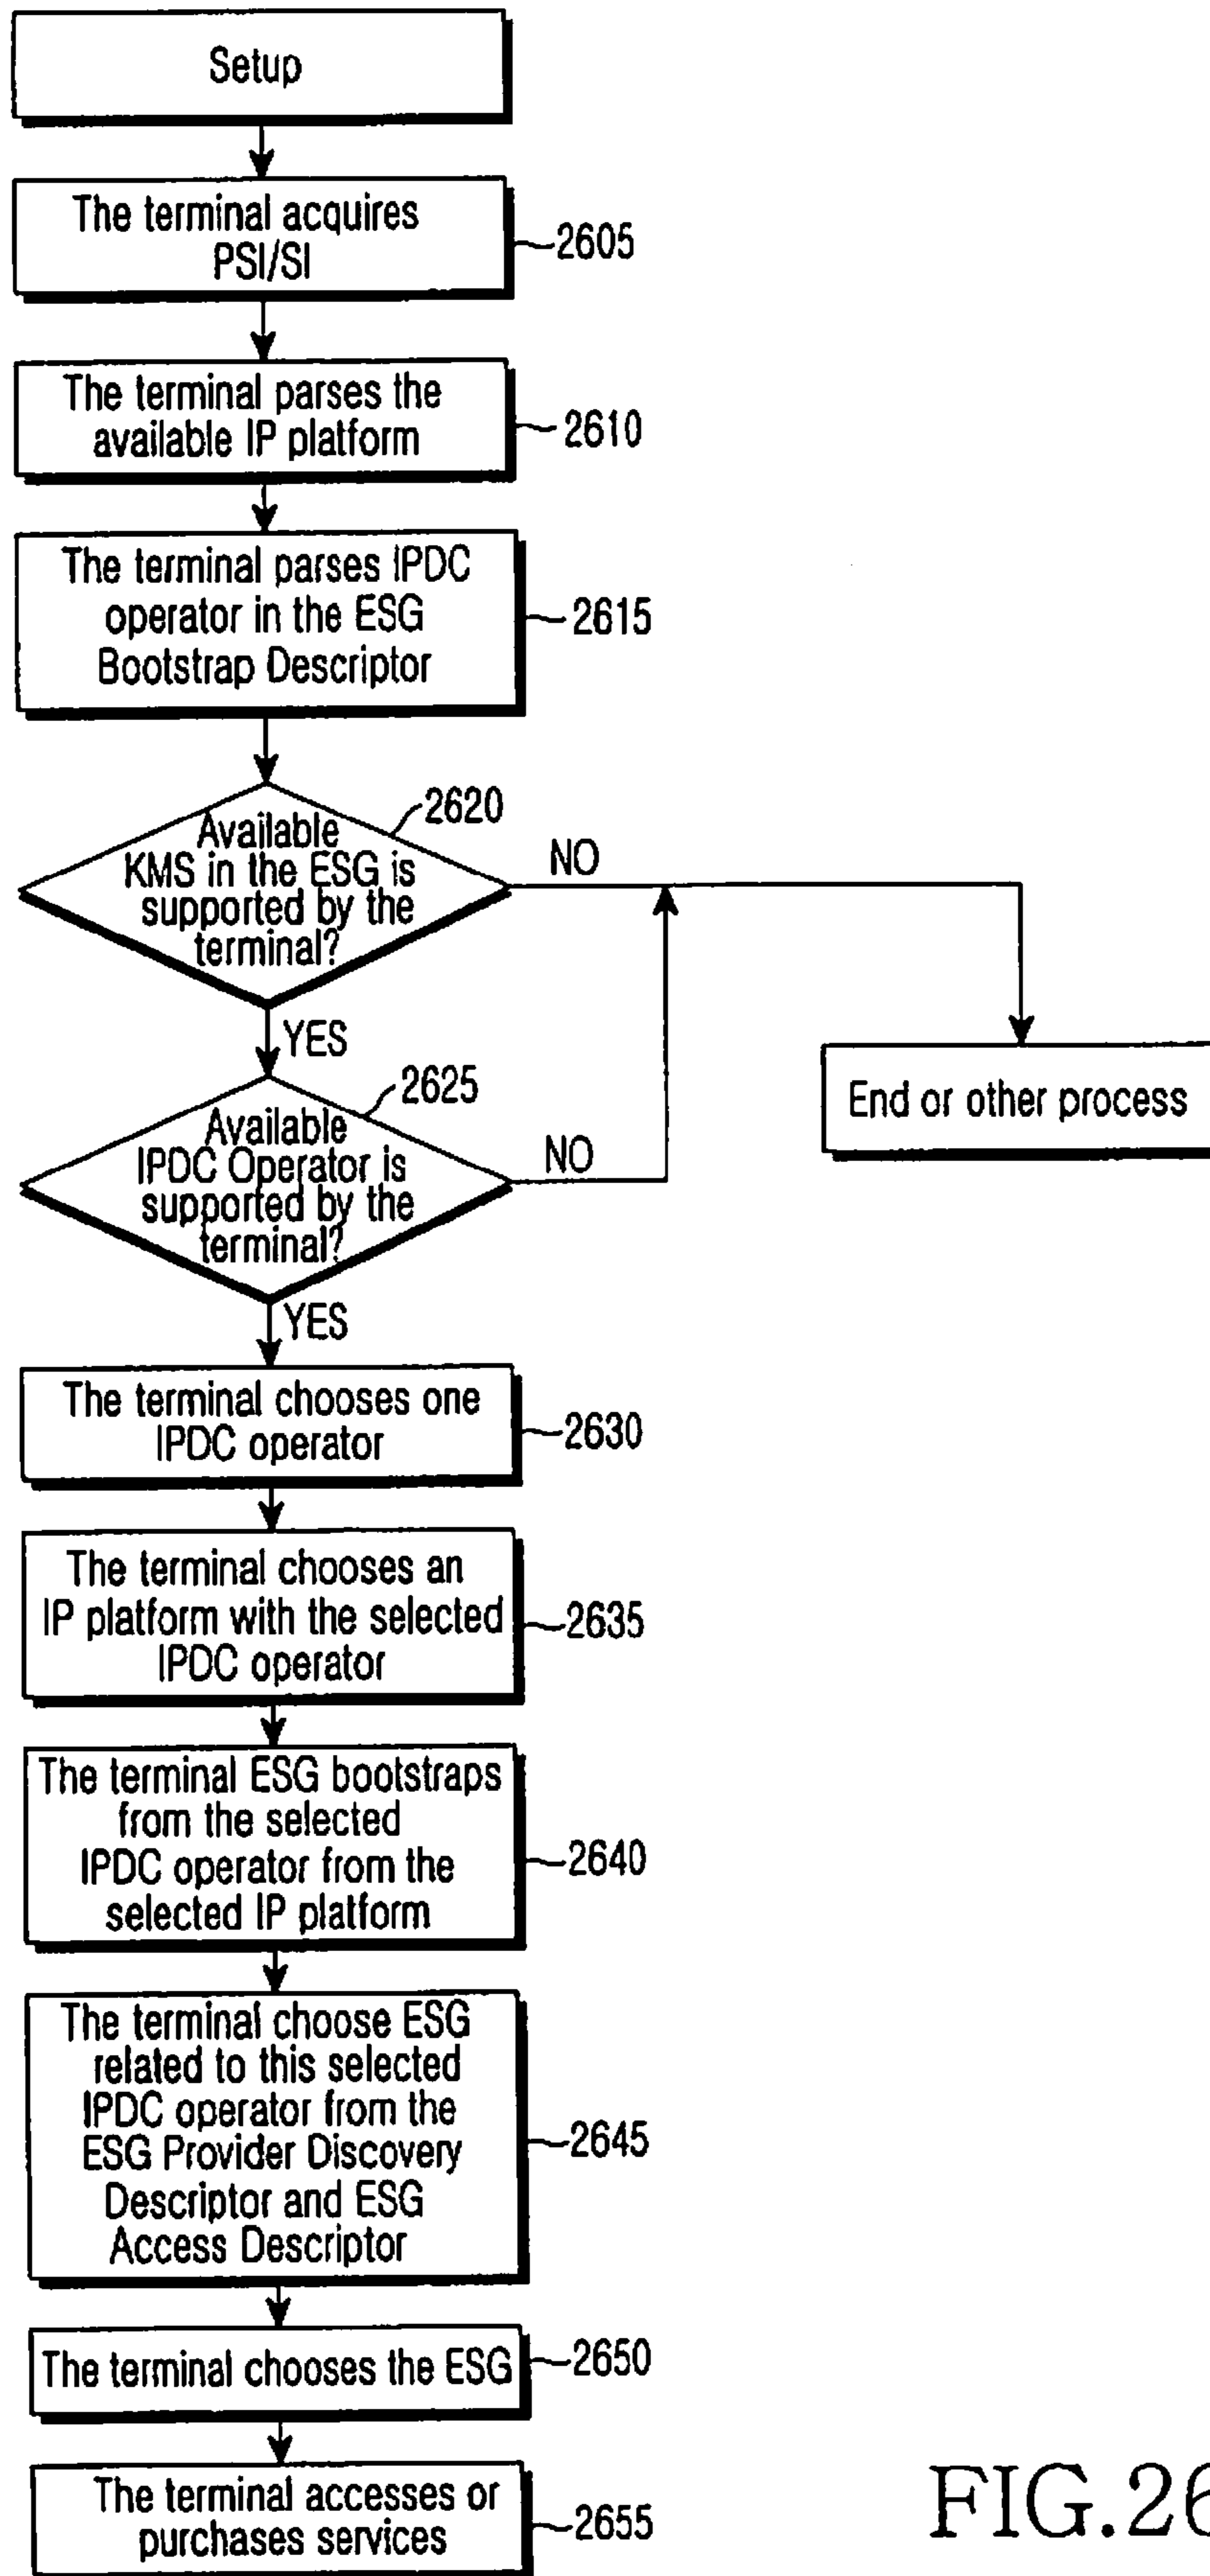 Setup
The terminal acquires
PSI/SI
2605
The terminal parses the
available IP platform
2610
The terminal parses IPDC
operator in the ESG
Bootstrap Descriptor
2615
2620
Available
KMS in the ESG is
supported by the
terminal?
NO
YES
2625
Available
IPDC Operator is
supported by the
terminal?
NO
End or other process
YES
The terminal chooses one
IPDC operator
2630
The terminal chooses an
IP platform with the selected
IPDC operator
2635
The terminal ESG bootstraps
from the selected
IPDC operator from the
selected IP platform
2640
The terminal choose ESG
related to this selected
IPDC operator from the
ESG Provider Discovery
Descriptor and ESG
Access Descriptor
2645
The terminal chooses the ESG
2650
The terminal accesses or
purchases services
2655
FIG.26